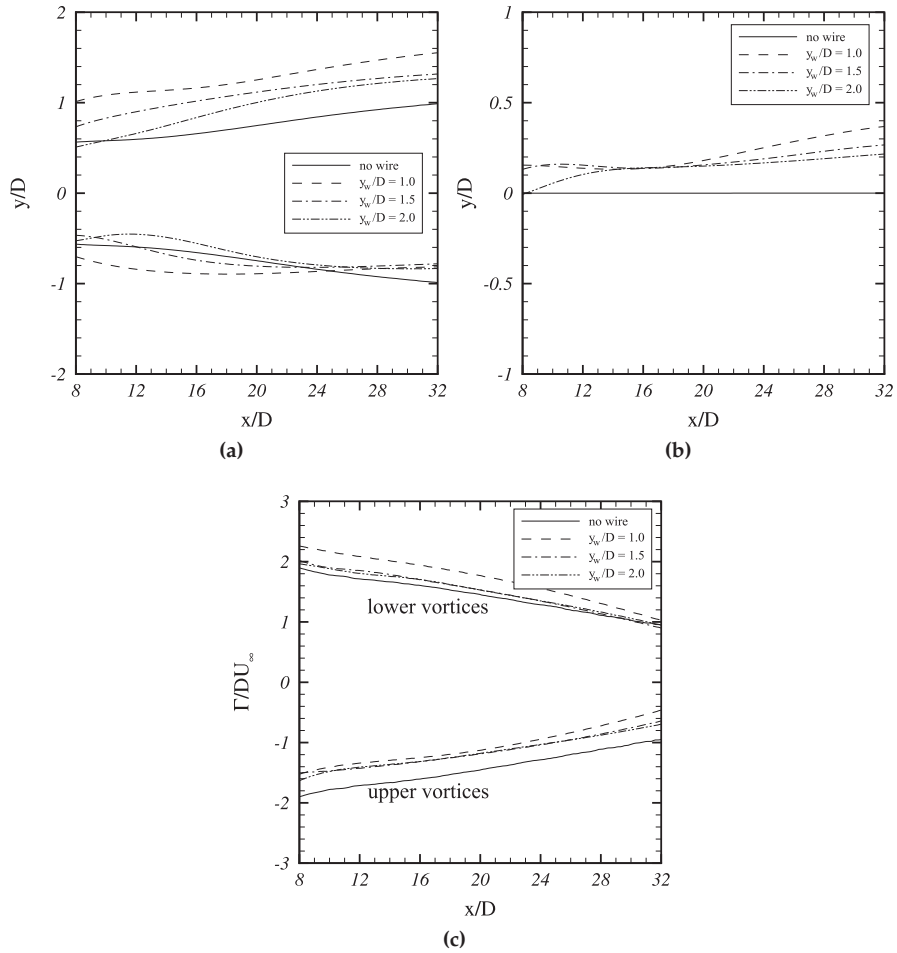 2
1
0
-1
-2
y/D
8
12
16
20
24
28
32
x/D
no wire
y_w/D = 1.0
y_w/D = 1.5
y_w/D = 2.0
(a)
1
0.5
0
-0.5
-1
y/D
8
12
16
20
24
28
32
x/D
no wire
y_w/D = 1.0
y_w/D = 1.5
y_w/D = 2.0
(b)
3
2
1
0
-1
-2
-3
Γ/DU_∞
8
12
16
20
24
28
32
x/D
no wire
y_w/D = 1.0
y_w/D = 1.5
y_w/D = 2.0
lower vortices
upper vortices
(c)